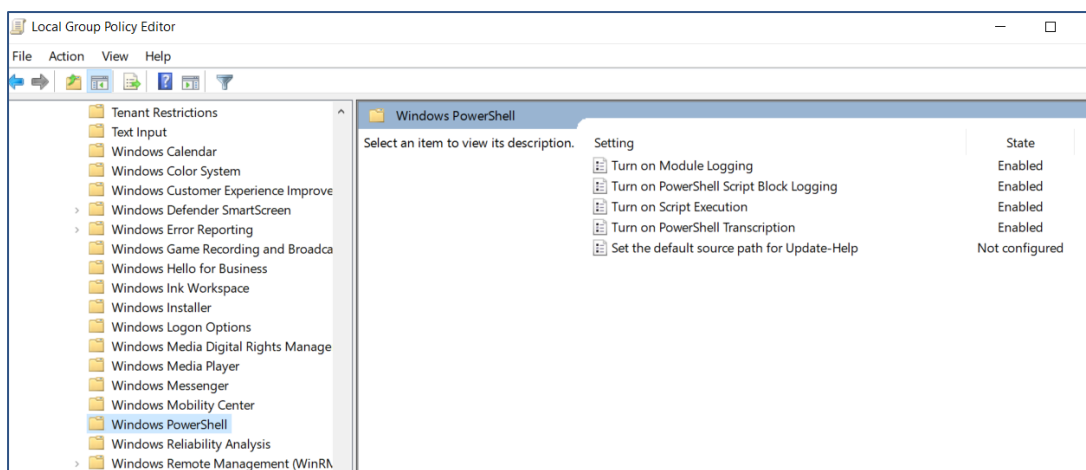 Local Group Policy Editor
File Action View Help
Tenant Restrictions
Text Input
Windows Calendar
Windows Color System
Windows Customer Experience Improve
Windows Defender SmartScreen
Windows Error Reporting
Windows Game Recording and Broadca
Windows Hello for Business
Windows Ink Workspace
Windows Installer
Windows Logon Options
Windows Media Digital Rights Manage
Windows Media Player
Windows Messenger
Windows Mobility Center
Windows PowerShell
Windows Reliability Analysis
Windows Remote Management (WinRM
Windows PowerShell
Select an item to view its description.
Setting State
Turn on Module Logging Enabled
Turn on PowerShell Script Block Logging Enabled
Turn on Script Execution Enabled
Turn on PowerShell Transcription Enabled
Set the default source path for Update-Help Not configured